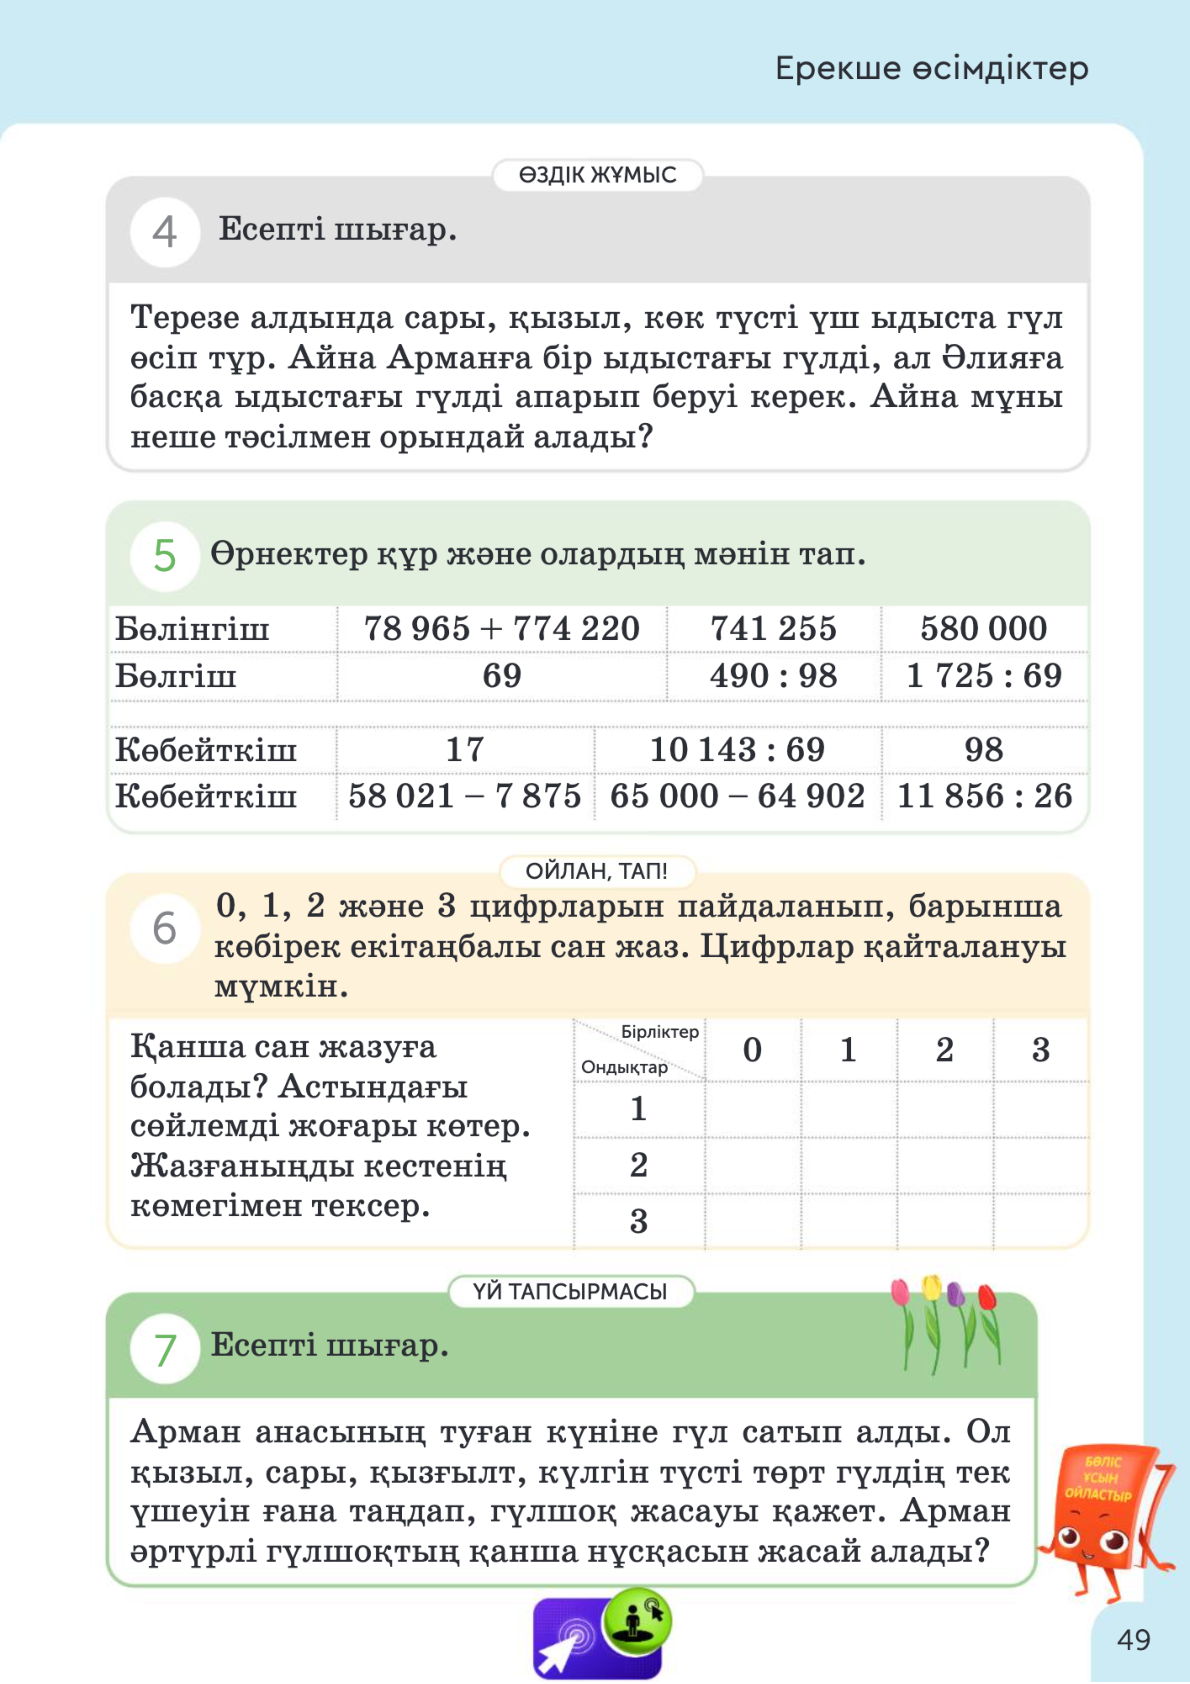 Ерекше өсімдіктер
ӨЗДІК ЖҰМЫС
4 Есепті шығар.
Терезе алдында сары, қызыл, көк түсті үш ыдыста гүл
өсіп тұр. Айна Арманға бір ыдыстағы гүлді, ал Әлияға
басқа ыдыстағы гүлді апарып беруі керек. Айна мұны
неше тәсілмен орындай алады?
5 Өрнектер құр және олардың мәнін тап.
Бөлінгіш 78 965 + 774 220 741 255 580 000
Бөлгіш 69 490 : 98 1 725 : 69
Көбейткіш 17 10 143 : 69 98
Көбейткіш 58 021 – 7 875 65 000 – 64 902 11 856 : 26
ОЙЛАН, ТАП!
6 0, 1, 2 және 3 цифрларын пайдаланып, барынша
көбірек екітаңбалы сан жаз. Цифрлар қайталануы
мүмкін.
Қанша сан жазуға
болады? Астындағы
сөйлемді жоғары көтер.
Жазғаныңды кестенің
көмегімен тексер.
Бірліктер 0 1 2 3
Ондықтар
1
2
3
ҮЙ ТАПСЫРМАСЫ
7 Есепті шығар.
Арман анасының туған күніне гүл сатып алды. Ол
қызыл, сары, қызғылт, күлгін түсті төрт гүлдің тек
үшеуін ғана таңдап, гүлшоқ жасауы қажет. Арман
әртүрлі гүлшоқтың қанша нұсқасын жасай алады?
БӨЛІС
ҰСЫН
ОЙЛАСТЫР
49